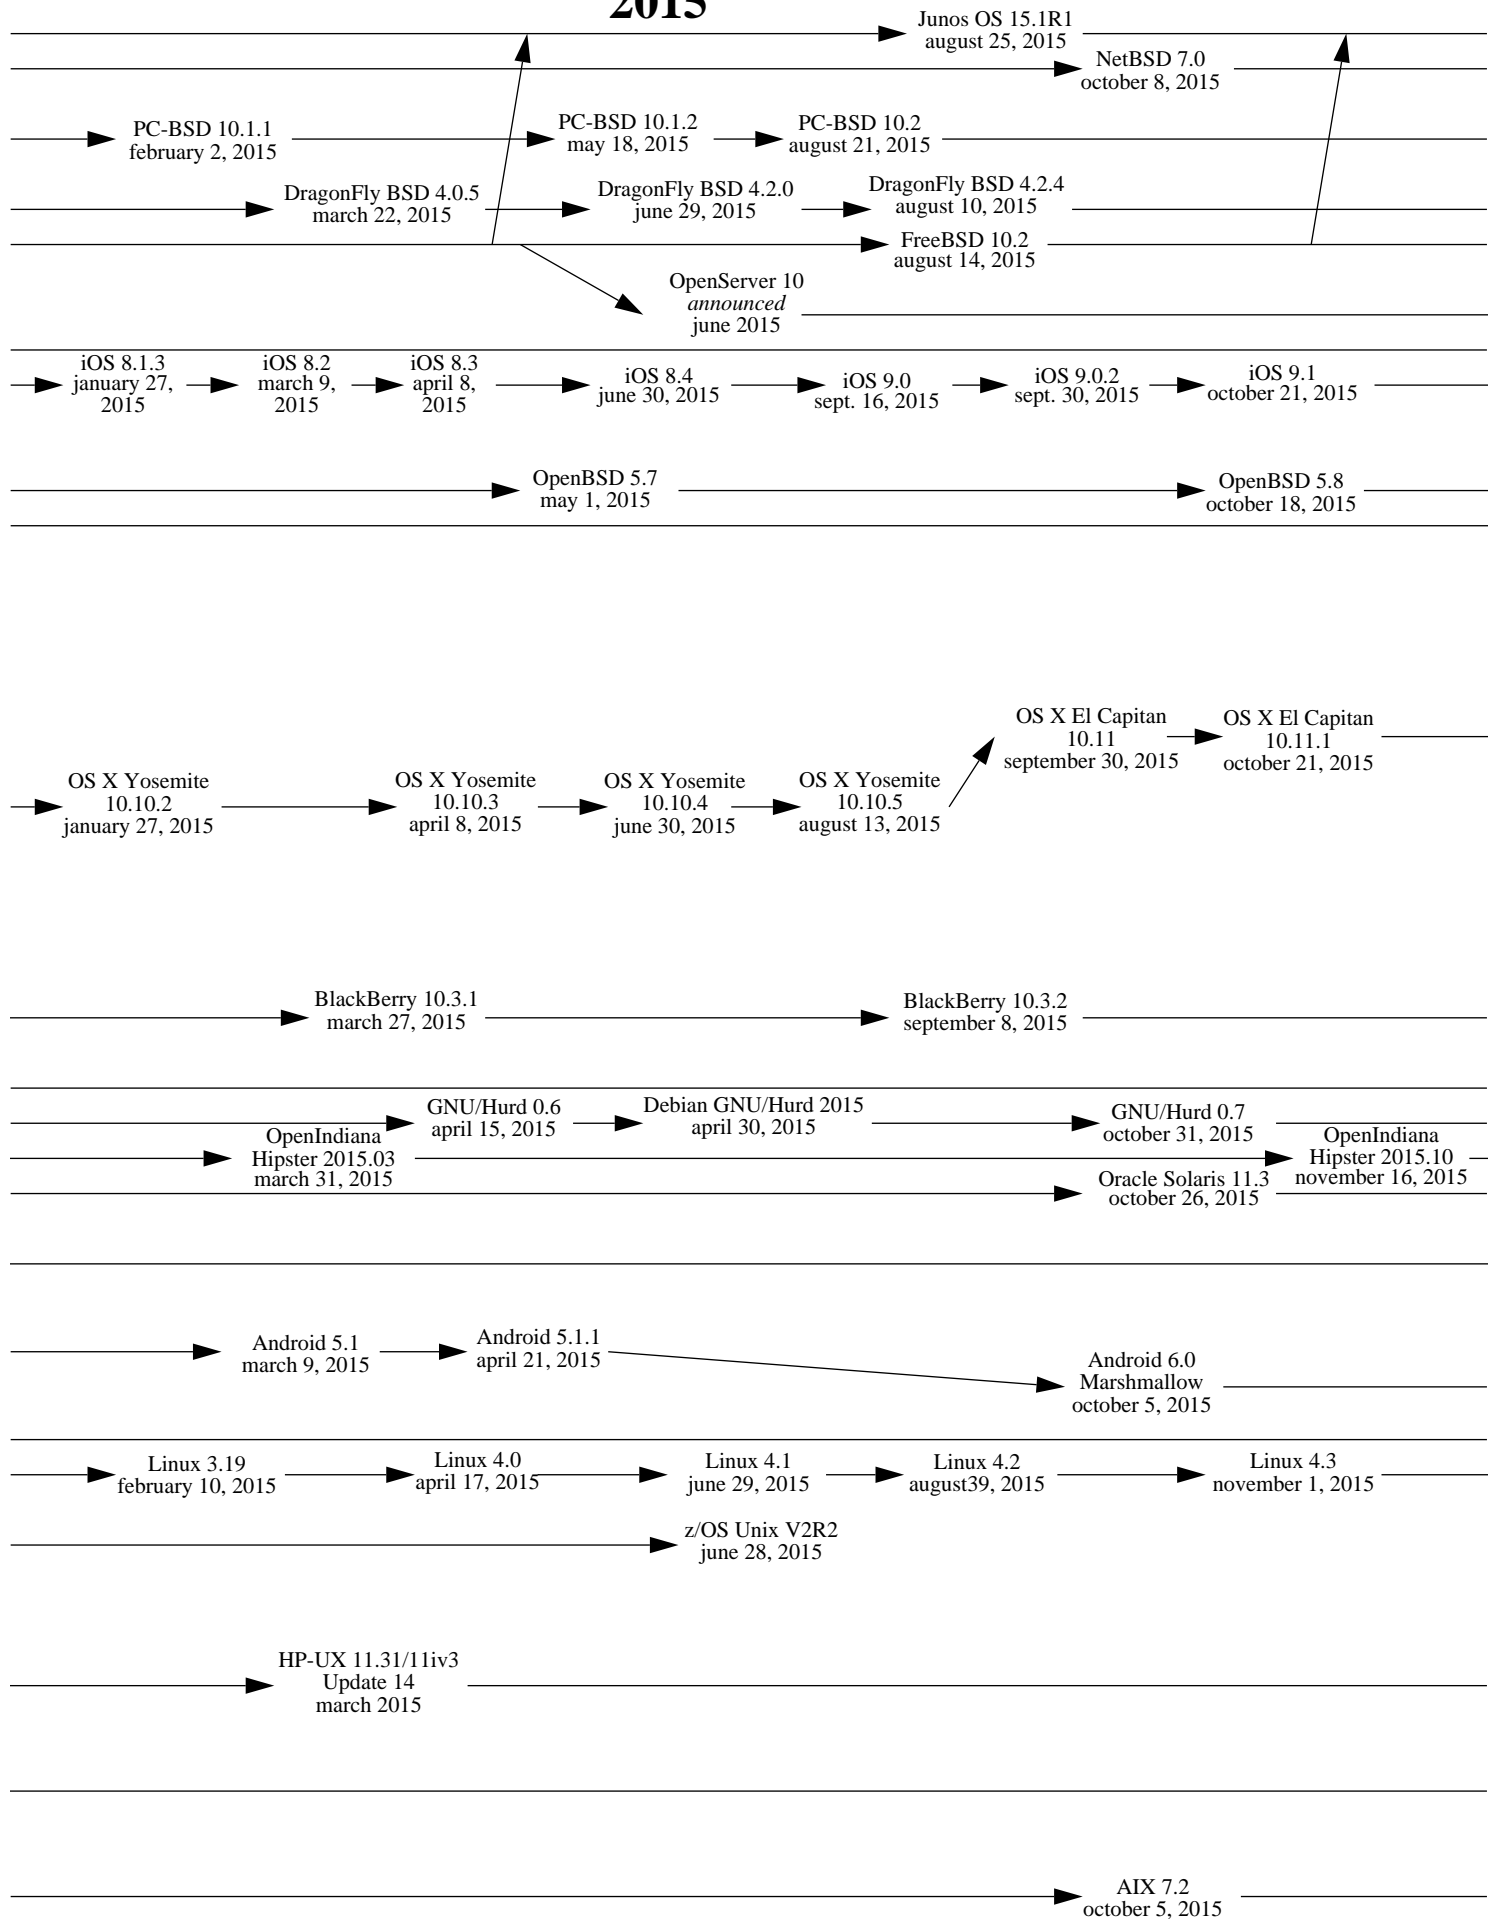 2015
Junos OS 15.1R1
august 25, 2015
NetBSD 7.0
october 8, 2015
PC-BSD 10.1.1
february 2, 2015
PC-BSD 10.1.2
may 18, 2015
PC-BSD 10.2
august 21, 2015
DragonFly BSD 4.0.5
march 22, 2015
DragonFly BSD 4.2.0
june 29, 2015
DragonFly BSD 4.2.4
august 10, 2015
FreeBSD 10.2
august 14, 2015
OpenServer 10
announced
june 2015
iOS 8.1.3
january 27,
2015
iOS 8.2
march 9,
2015
iOS 8.3
april 8,
2015
iOS 8.4
june 30, 2015
iOS 9.0
sept. 16, 2015
iOS 9.0.2
sept. 30, 2015
iOS 9.1
october 21, 2015
OpenBSD 5.7
may 1, 2015
OpenBSD 5.8
october 18, 2015
OS X El Capitan
10.11
september 30, 2015
OS X El Capitan
10.11.1
october 21, 2015
OS X Yosemite
10.10.2
january 27, 2015
OS X Yosemite
10.10.3
april 8, 2015
OS X Yosemite
10.10.4
june 30, 2015
OS X Yosemite
10.10.5
august 13, 2015
BlackBerry 10.3.1
march 27, 2015
BlackBerry 10.3.2
september 8, 2015
GNU/Hurd 0.6
april 15, 2015
Debian GNU/Hurd 2015
april 30, 2015
GNU/Hurd 0.7
october 31, 2015
OpenIndiana
Hipster 2015.03
march 31, 2015
OpenIndiana
Hipster 2015.10
november 16, 2015
Oracle Solaris 11.3
october 26, 2015
Android 5.1
march 9, 2015
Android 5.1.1
april 21, 2015
Android 6.0
Marshmallow
october 5, 2015
Linux 3.19
february 10, 2015
Linux 4.0
april 17, 2015
Linux 4.1
june 29, 2015
Linux 4.2
august39, 2015
Linux 4.3
november 1, 2015
z/OS Unix V2R2
june 28, 2015
HP-UX 11.31/11iv3
Update 14
march 2015
AIX 7.2
october 5, 2015